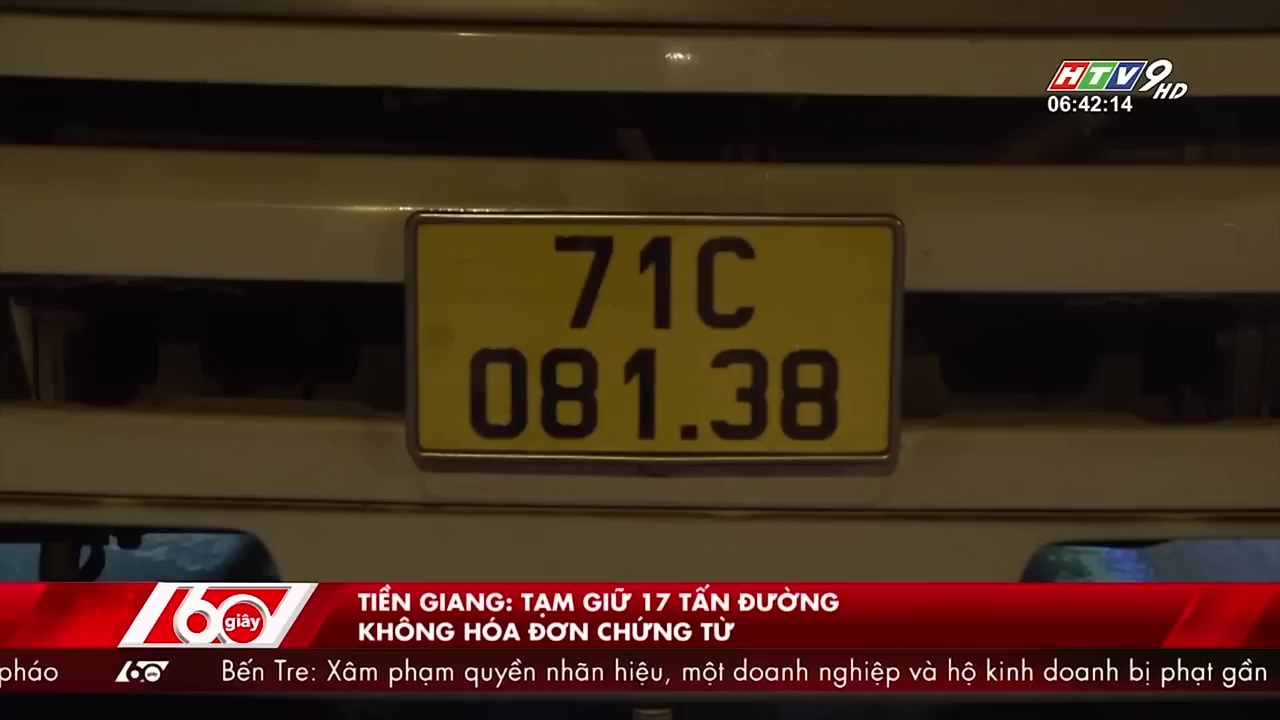 HTV9 HD
06:42:14
71C
081.38
60 giây
TIỀN GIANG: TẠM GIỮ 17 TẤN ĐƯỜNG
KHÔNG HÓA ĐƠN CHỨNG TỪ
pháo 60 giây Bến Tre: Xâm phạm quyền nhãn hiệu, một doanh nghiệp và hộ kinh doanh bị phạt gần